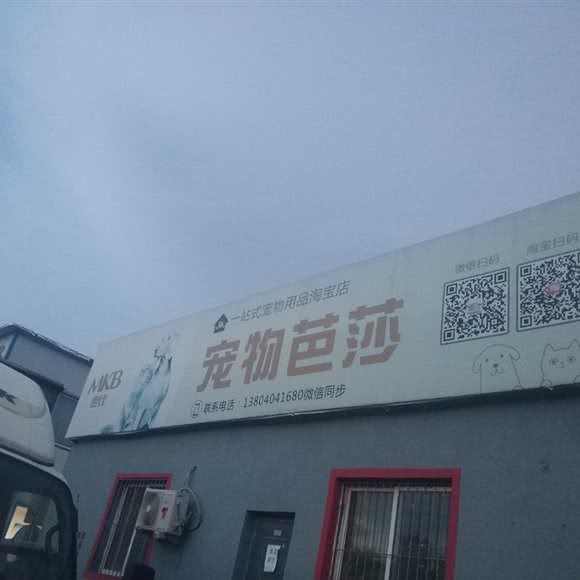 一站式宠物用品淘宝店
宠物芭莎
联系电话：13804041680微信同步
MKB
微信扫码
淘宝扫码